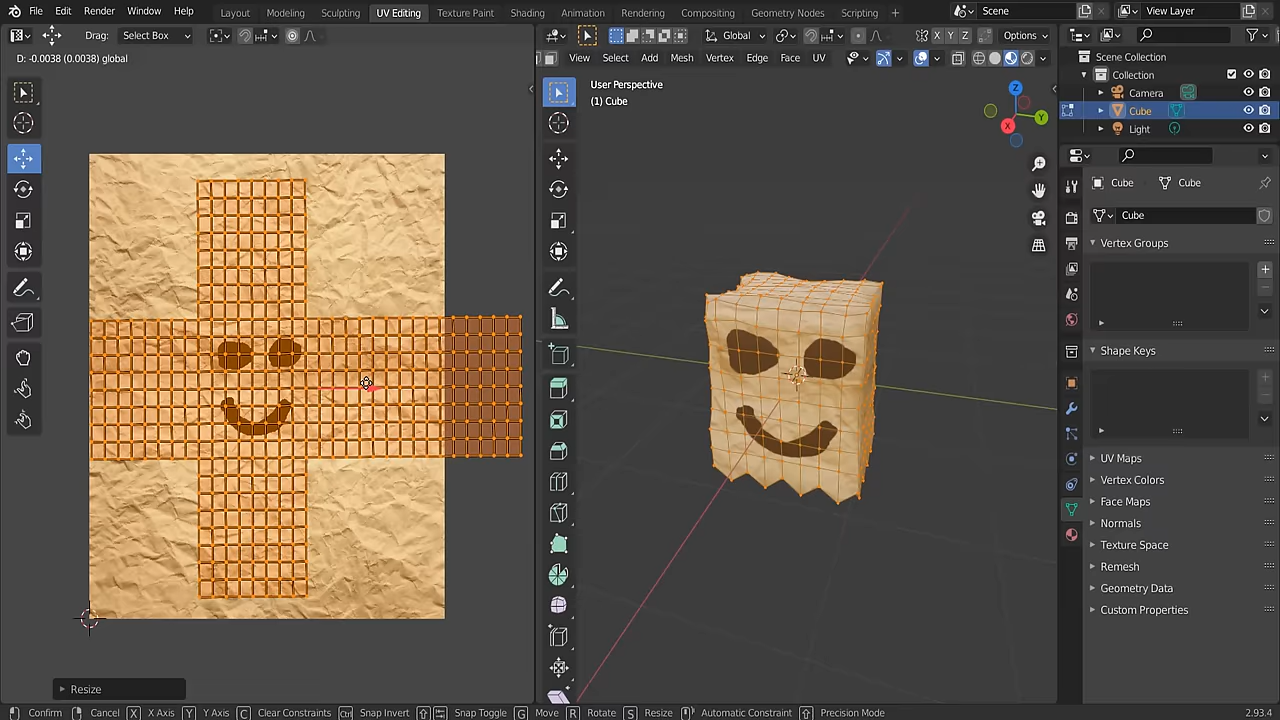 File Edit Render Window Help Layout Modeling Sculpting UV Editing Texture Paint Shading Animation Rendering Compositing Geometry Nodes Scripting + Scene View Layer
Drag: Select Box Global X Y Z Options
D: -0.0038 (0.0038) global View Select Add Mesh Vertex Edge Face UV Scene Collection
Collection
User Perspective
(1) Cube
Z
Y
X
Camera
Cube
Light
Cube Cube
Cube
Vertex Groups
Shape Keys
UV Maps
Vertex Colors
Face Maps
Normals
Texture Space
Remesh
Geometry Data
Custom Properties
Resize
Confirm Cancel X X Axis Y Y Axis C Clear Constraints Ctrl Snap Invert Snap Toggle G Move R Rotate S Resize Automatic Constraint Precision Mode 2.93.4